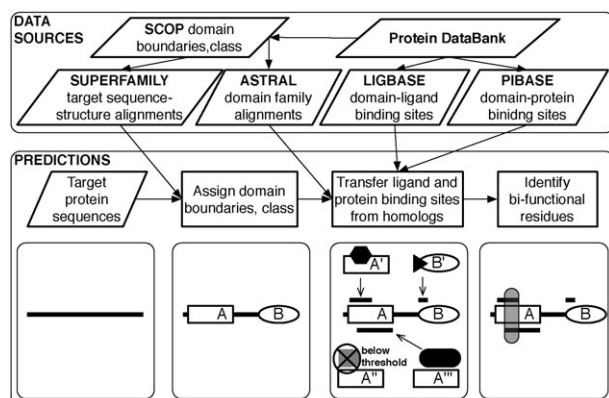 DATA
SOURCES
SCOP domain
boundaries,class
Protein DataBank
SUPERFAMILY
target sequence-
structure alignments
ASTRAL
domain family
alignments
LIGBASE
domain-ligand
binding sites
PIBASE
domain-protein
binidng sites
PREDICTIONS
Target
protein
sequences
Assign domain
boundaries, class
Transfer ligand and
protein binding sites
from homologs
Identify
bi-functional
residues
A B
A' B'
A B
below
threshold
A'' A'''
A B